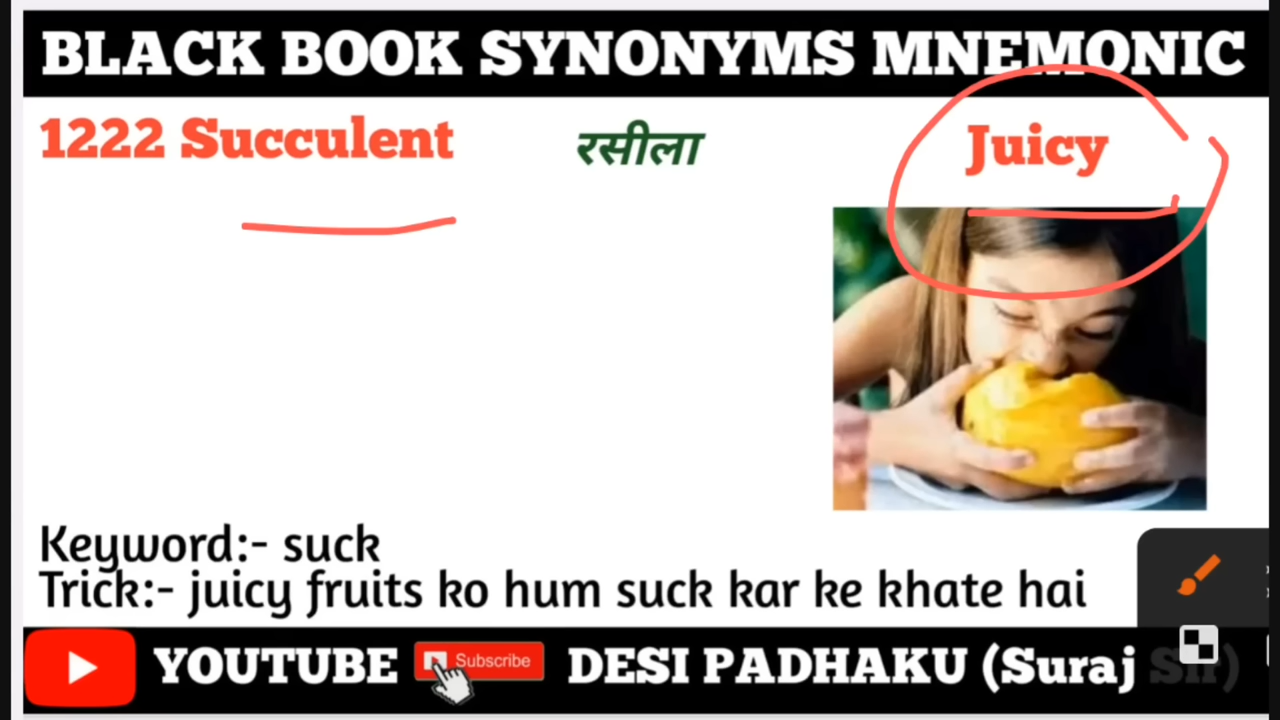 BLACK BOOK SYNONYMS MNEMONIC
1222 Succulent रसीला Juicy
Keyword:- suck
Trick:- juicy fruits ko hum suck kar ke khate hai
YOUTUBE Subscribe DESI PADHAKU (Suraj Sir)